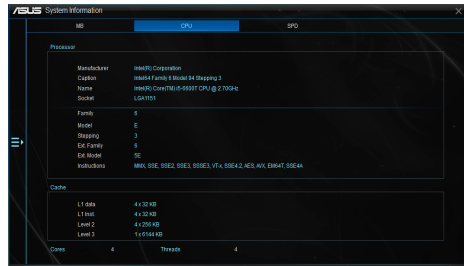 ASUS System Information
MB CPU SPD
Processor
Manufacturer Intel(R) Corporation
Caption Intel64 Family 6 Model 94 Stepping 3
Name Intel(R) Core(TM) i5-6600T CPU @ 2.70GHz
Socket LGA1151
Family 6
Model E
Stepping 3
Ext. Family 6
Ext. Model 5E
Instructions MMX, SSE, SSE2, SSE3, SSSE3, VT-x, SSE4.2, AES, AVX, EM64T, SSE4A
Cache
L1 data 4 x 32 KB
L1 Inst. 4 x 32 KB
Level 2 4 x 256 KB
Level 3 1 x 6144 KB
Cores 4 Threads 4